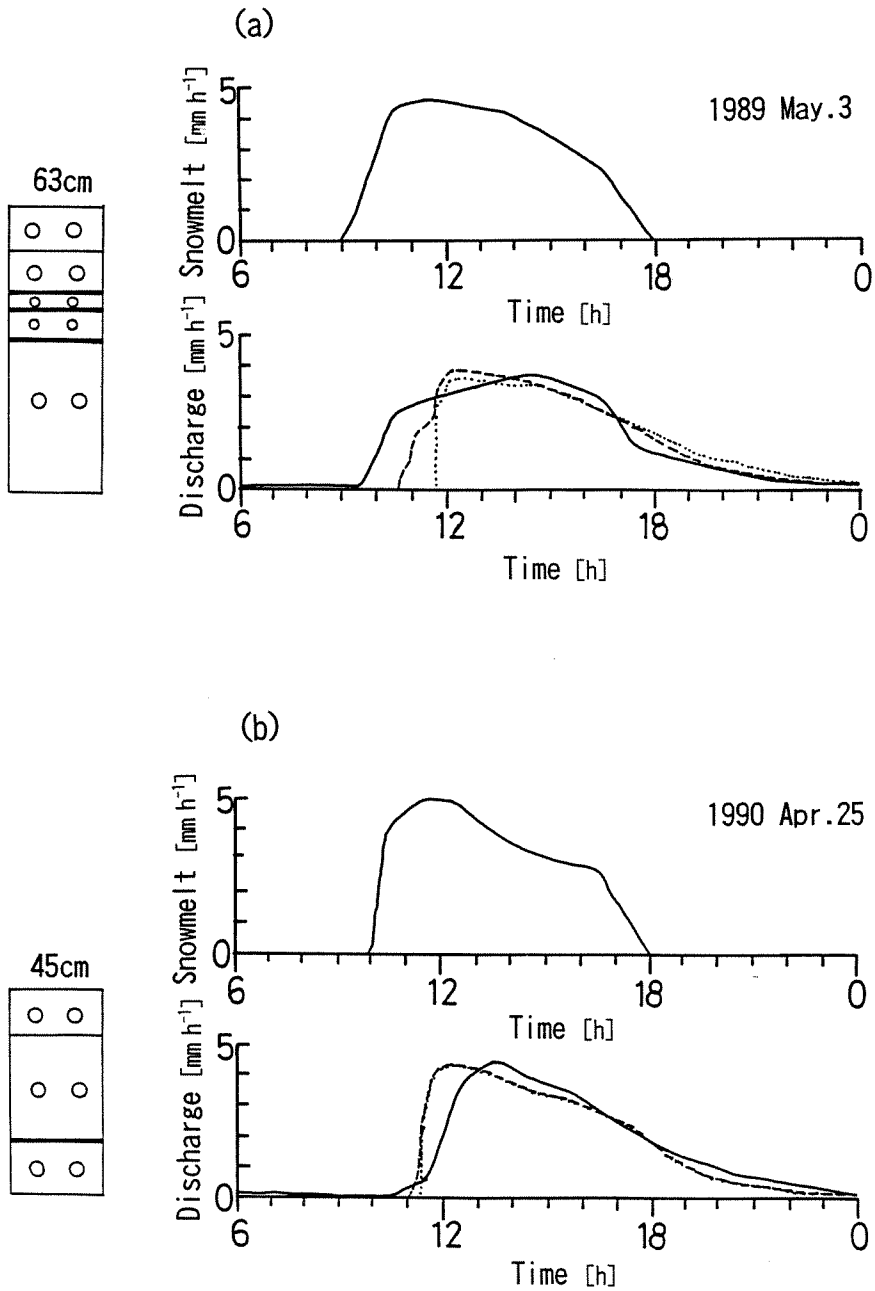 (a)
1989 May.3
63cm
Snowmelt [mm h⁻¹]
5
0
6 12 18 0
Time [h]
Discharge [mm h⁻¹]
5
0
6 12 18 0
Time [h]
(b)
1990 Apr.25
45cm
Snowmelt [mm h⁻¹]
5
0
6 12 18 0
Time [h]
Discharge [mm h⁻¹]
5
0
6 12 18 0
Time [h]